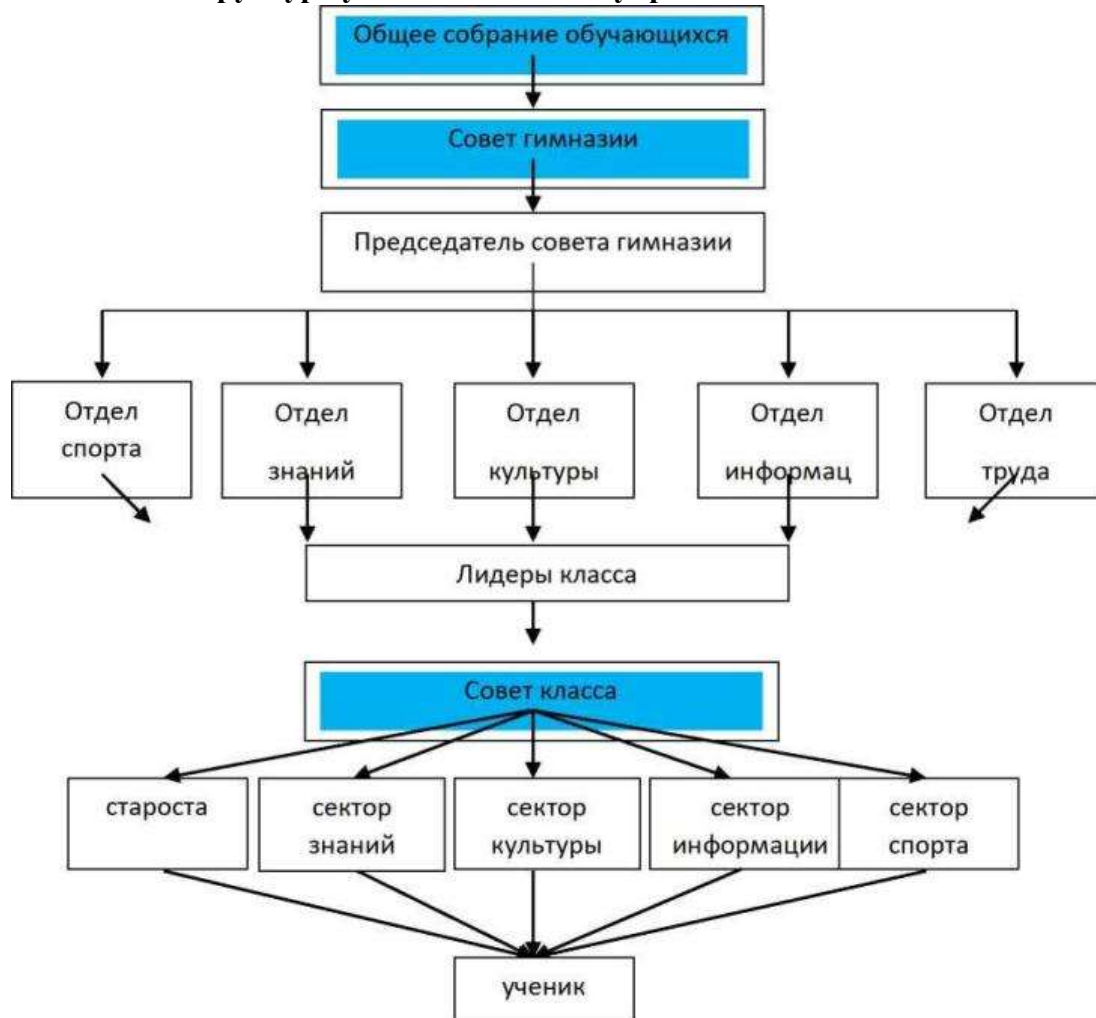 Общее собрание обучающихся
Совет гимназии
Председатель совета гимназии
Отдел
спорта
Отдел
знаний
Отдел
культуры
Отдел
информац
Отдел
труда
Лидеры класса
Совет класса
староста
сектор
знаний
сектор
культуры
сектор
информации
сектор
спорта
ученик